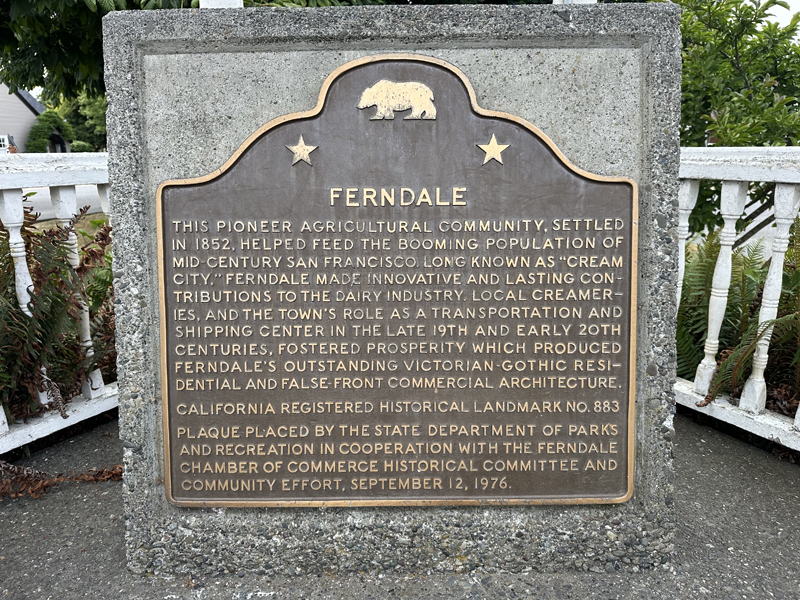 FERNDALE
THIS PIONEER AGRICULTURAL COMMUNITY, SETTLED
IN 1852, HELPED FEED THE BOOMING POPULATION OF
MID-CENTURY SAN FRANCISCO. LONG KNOWN AS "CREAM
CITY," FERNDALE MADE INNOVATIVE AND LASTING CON-
TRIBUTIONS TO THE DAIRY INDUSTRY. LOCAL CREAMER-
IES, AND THE TOWN'S ROLE AS A TRANSPORTATION AND
SHIPPING CENTER IN THE LATE 19TH AND EARLY 20TH
CENTURIES, FOSTERED PROSPERITY WHICH PRODUCED
FERNDALE'S OUTSTANDING VICTORIAN-GOTHIC RESI-
DENTIAL AND FALSE-FRONT COMMERCIAL ARCHITECTURE.
CALIFORNIA REGISTERED HISTORICAL LANDMARK NO. 883
PLAQUE PLACED BY THE STATE DEPARTMENT OF PARKS
AND RECREATION IN COOPERATION WITH THE FERNDALE
CHAMBER OF COMMERCE HISTORICAL COMMITTEE AND
COMMUNITY EFFORT, SEPTEMBER 12, 1976.